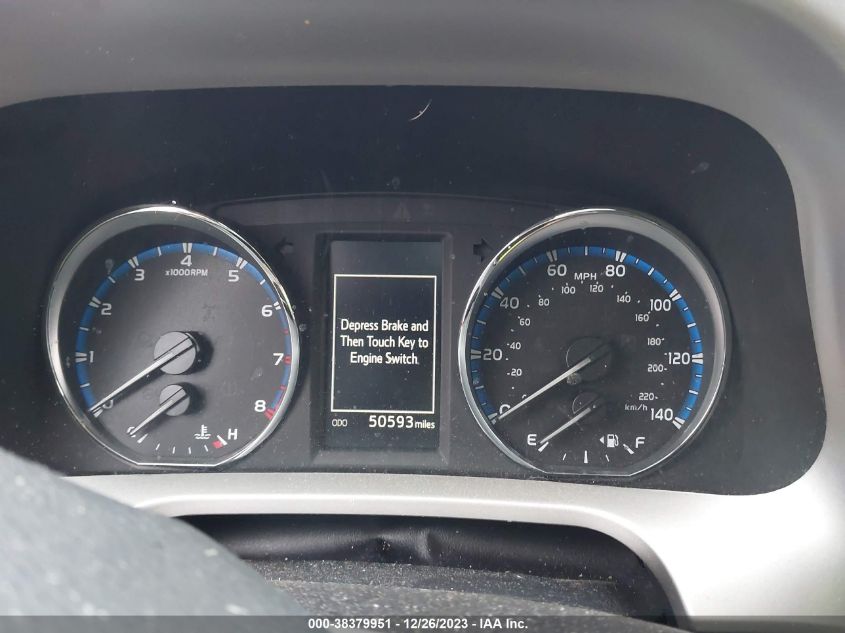 4
3
5
x1000RPM
2
6
1
7
0
8
C
H
Depress Brake and
Then Touch Key to
Engine Switch.
ODO 50593 miles
60 MPH 80
40
100
80 100 120 140
60
160
20
40
180
120
20
200
0
220
km/h
140
E
F
000-38379951 - 12/26/2023 - IAA Inc.